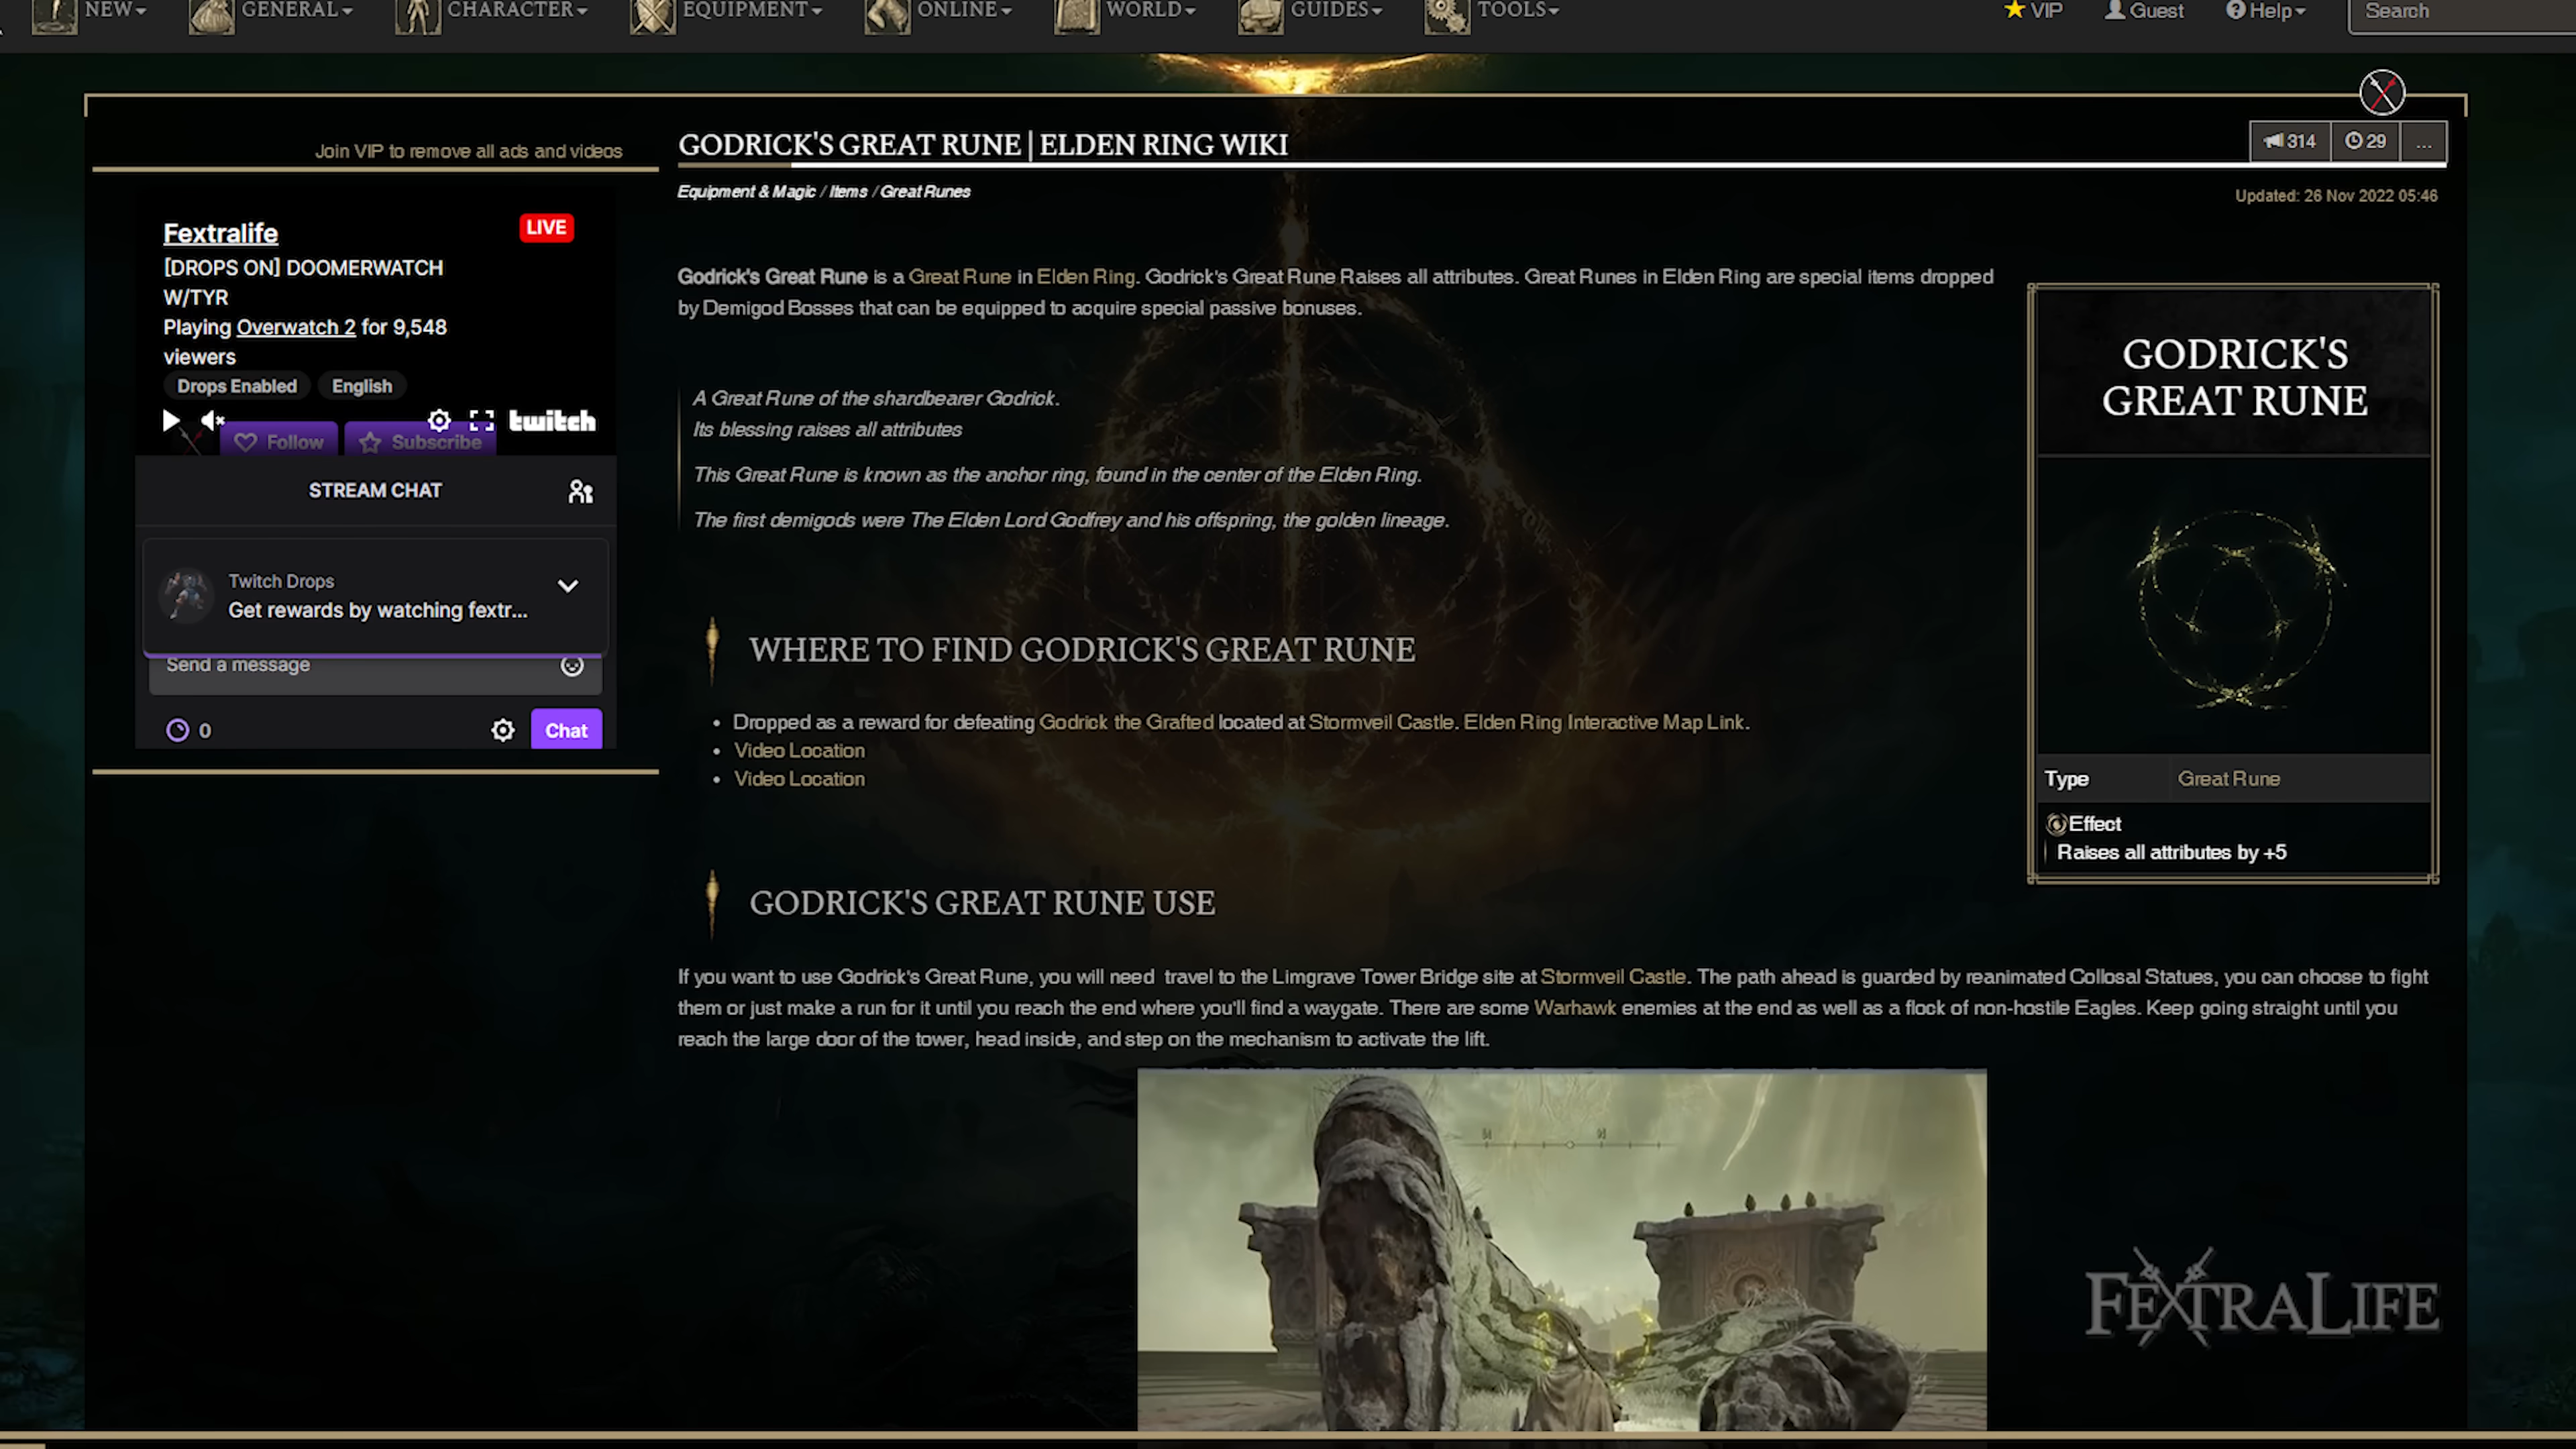 NEW
GENERAL
CHARACTER
EQUIPMENT
ONLINE
WORLD
GUIDES
TOOLS
VIP
Guest
Help
Search
Join VIP to remove all ads and videos
Fextralife
LIVE
[DROPS ON] DOOMERWATCH
W/TYR
Playing Overwatch 2 for 9,548
viewers
Drops Enabled
English
twitch
Follow
Subscribe
STREAM CHAT
Twitch Drops
Get rewards by watching fextr...
Send a message
0
Chat
GODRICK'S GREAT RUNE | ELDEN RING WIKI
314
29
...
Equipment & Magic / Items / Great Runes
Updated: 26 Nov 2022 05:46
Godrick's Great Rune is a Great Rune in Elden Ring. Godrick's Great Rune Raises all attributes. Great Runes in Elden Ring are special items dropped
by Demigod Bosses that can be equipped to acquire special passive bonuses.
A Great Rune of the shardbearer Godrick.
Its blessing raises all attributes
This Great Rune is known as the anchor ring, found in the center of the Elden Ring.
The first demigods were The Elden Lord Godfrey and his offspring, the golden lineage.
GODRICK'S
GREAT RUNE
Type
Great Rune
Effect
Raises all attributes by +5
WHERE TO FIND GODRICK'S GREAT RUNE
• Dropped as a reward for defeating Godrick the Grafted located at Stormveil Castle. Elden Ring Interactive Map Link.
• Video Location
• Video Location
GODRICK'S GREAT RUNE USE
If you want to use Godrick's Great Rune, you will need travel to the Limgrave Tower Bridge site at Stormveil Castle. The path ahead is guarded by reanimated Collosal Statues, you can choose to fight
them or just make a run for it until you reach the end where you'll find a waygate. There are some Warhawk enemies at the end as well as a flock of non-hostile Eagles. Keep going straight until you
reach the large door of the tower, head inside, and step on the mechanism to activate the lift.
FEXTRALIFE